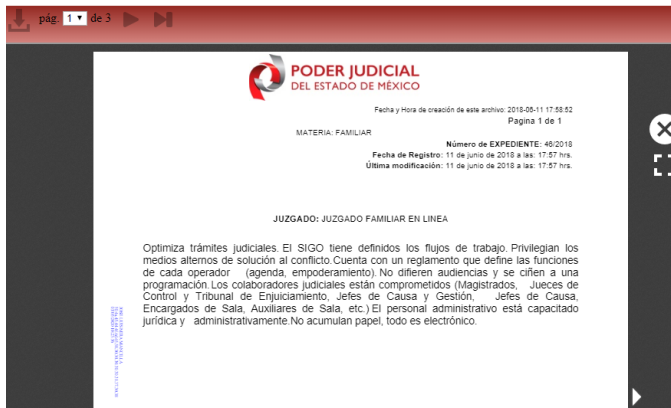 pág. 1 de 3
PODER JUDICIAL
DEL ESTADO DE MÉXICO
Fecha y Hora de creación de este archivo: 2018-06-11 17:58:52
Pagina 1 de 1
MATERIA: FAMILIAR
Número de EXPEDIENTE: 46/2018
Fecha de Registro: 11 de junio de 2018 a las: 17:57 hrs.
Última modificación: 11 de junio de 2018 a las: 17:57 hrs.
JUZGADO: JUZGADO FAMILIAR EN LINEA
Optimiza trámites judiciales. El SIGO tiene definidos los flujos de trabajo. Privilegian los
medios alternos de solución al conflicto.Cuenta con un reglamento que define las funciones
de cada operador (agenda, empoderamiento). No difieren audiencias y se ciñen a una
programación.Los colaboradores judiciales están comprometidos (Magistrados, Jueces de
Control y Tribunal de Enjuiciamiento, Jefes de Causa y Gestión, Jefes de Causa,
Encargados de Sala, Auxiliares de Sala, etc.) El personal administrativo está capacitado
jurídica y administrativamente.No acumulan papel, todo es electrónico.